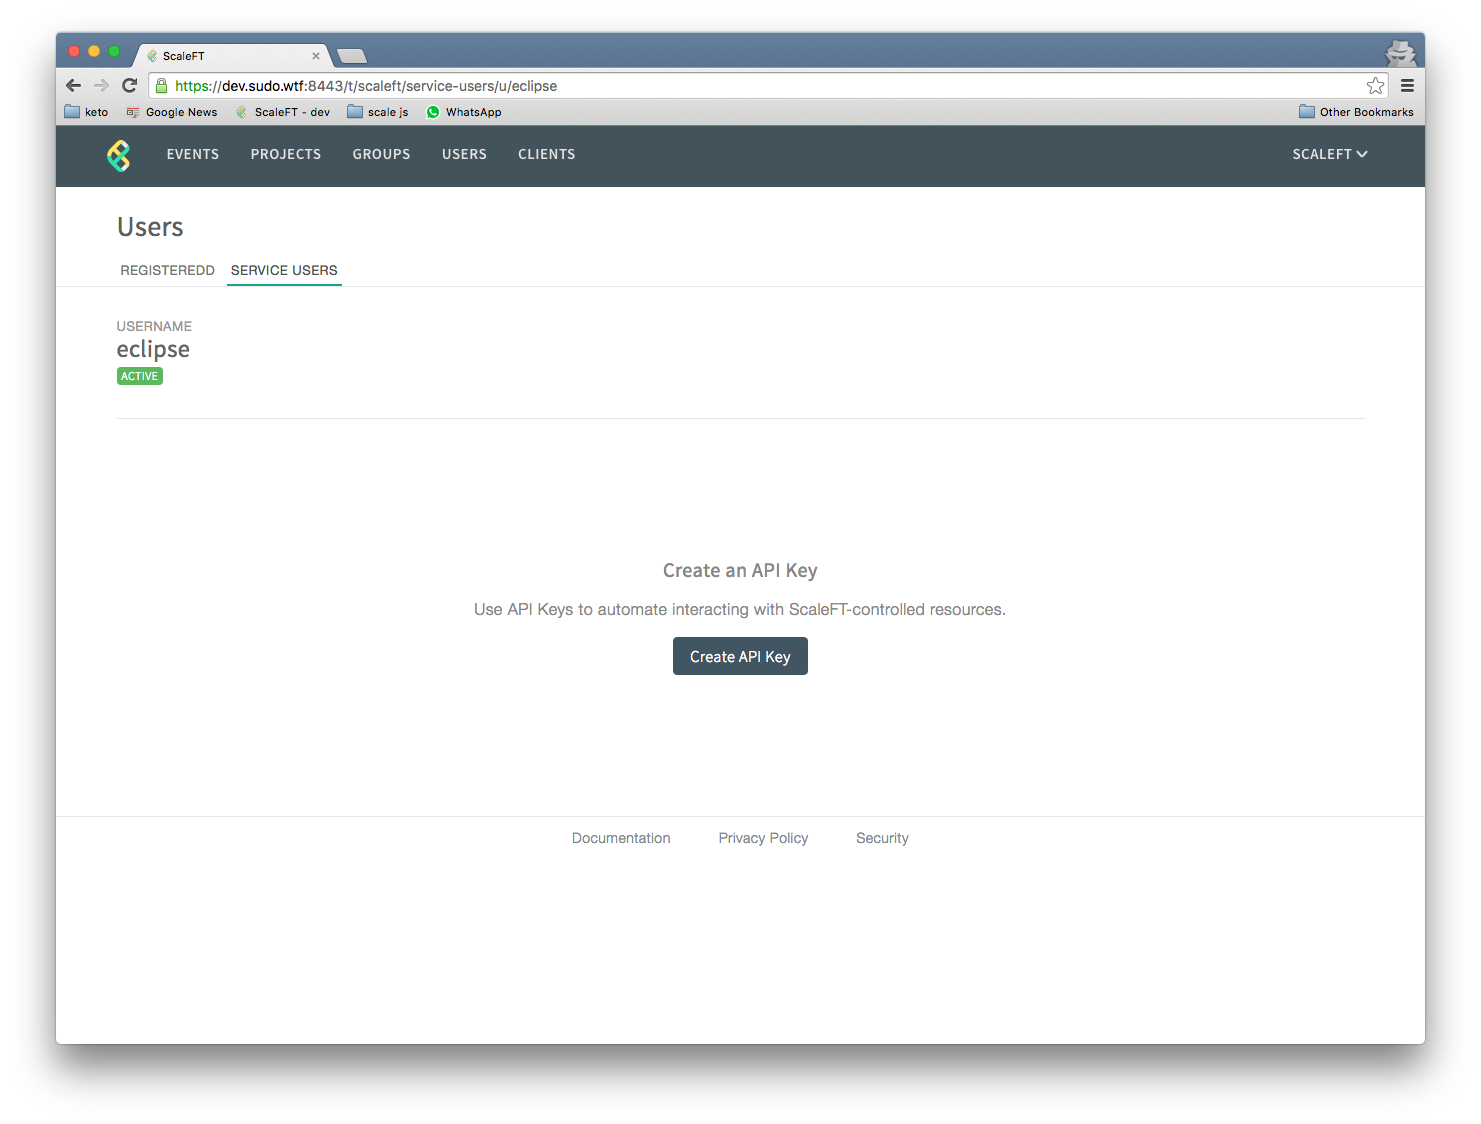 ScaleFT
https://dev.sudo.wtf:8443/t/scaleft/service-users/u/eclipse
keto Google News ScaleFT - dev scale js WhatsApp Other Bookmarks
EVENTS PROJECTS GROUPS USERS CLIENTS SCALEFT
Users
REGISTEREDD SERVICE USERS
USERNAME
eclipse
ACTIVE
Create an API Key
Use API Keys to automate interacting with ScaleFT-controlled resources.
Create API Key
Documentation Privacy Policy Security